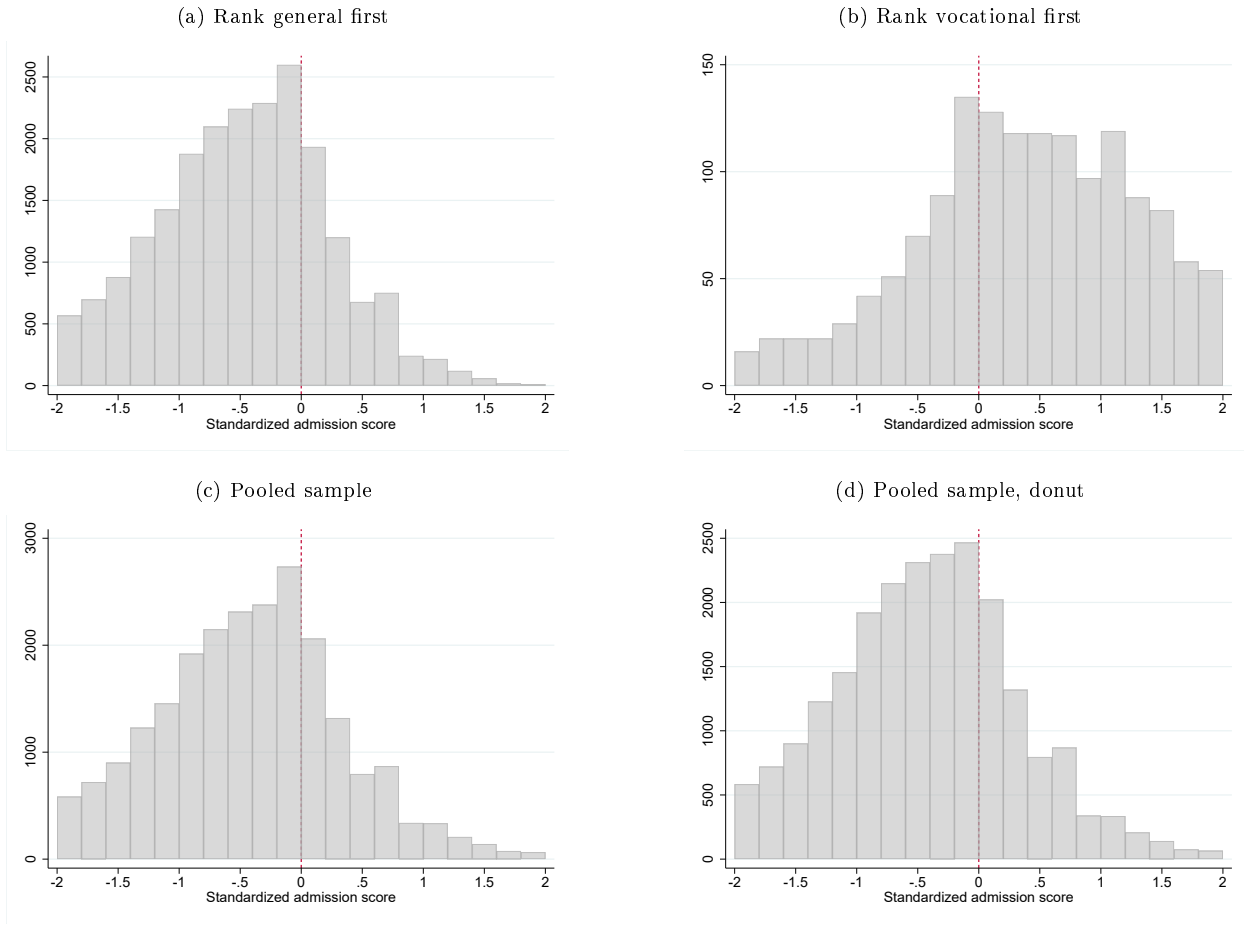 (a) Rank general first
2500
2000
1500
1000
500
0
-2 -1.5 -1 -.5 0 .5 1 1.5 2
Standardized admission score
(b) Rank vocational first
150
100
50
0
-2 -1.5 -1 -.5 0 .5 1 1.5 2
Standardized admission score
(c) Pooled sample
3000
2000
1000
0
-2 -1.5 -1 -.5 0 .5 1 1.5 2
Standardized admission score
(d) Pooled sample, donut
2500
2000
1500
1000
500
0
-2 -1.5 -1 -.5 0 .5 1 1.5 2
Standardized admission score